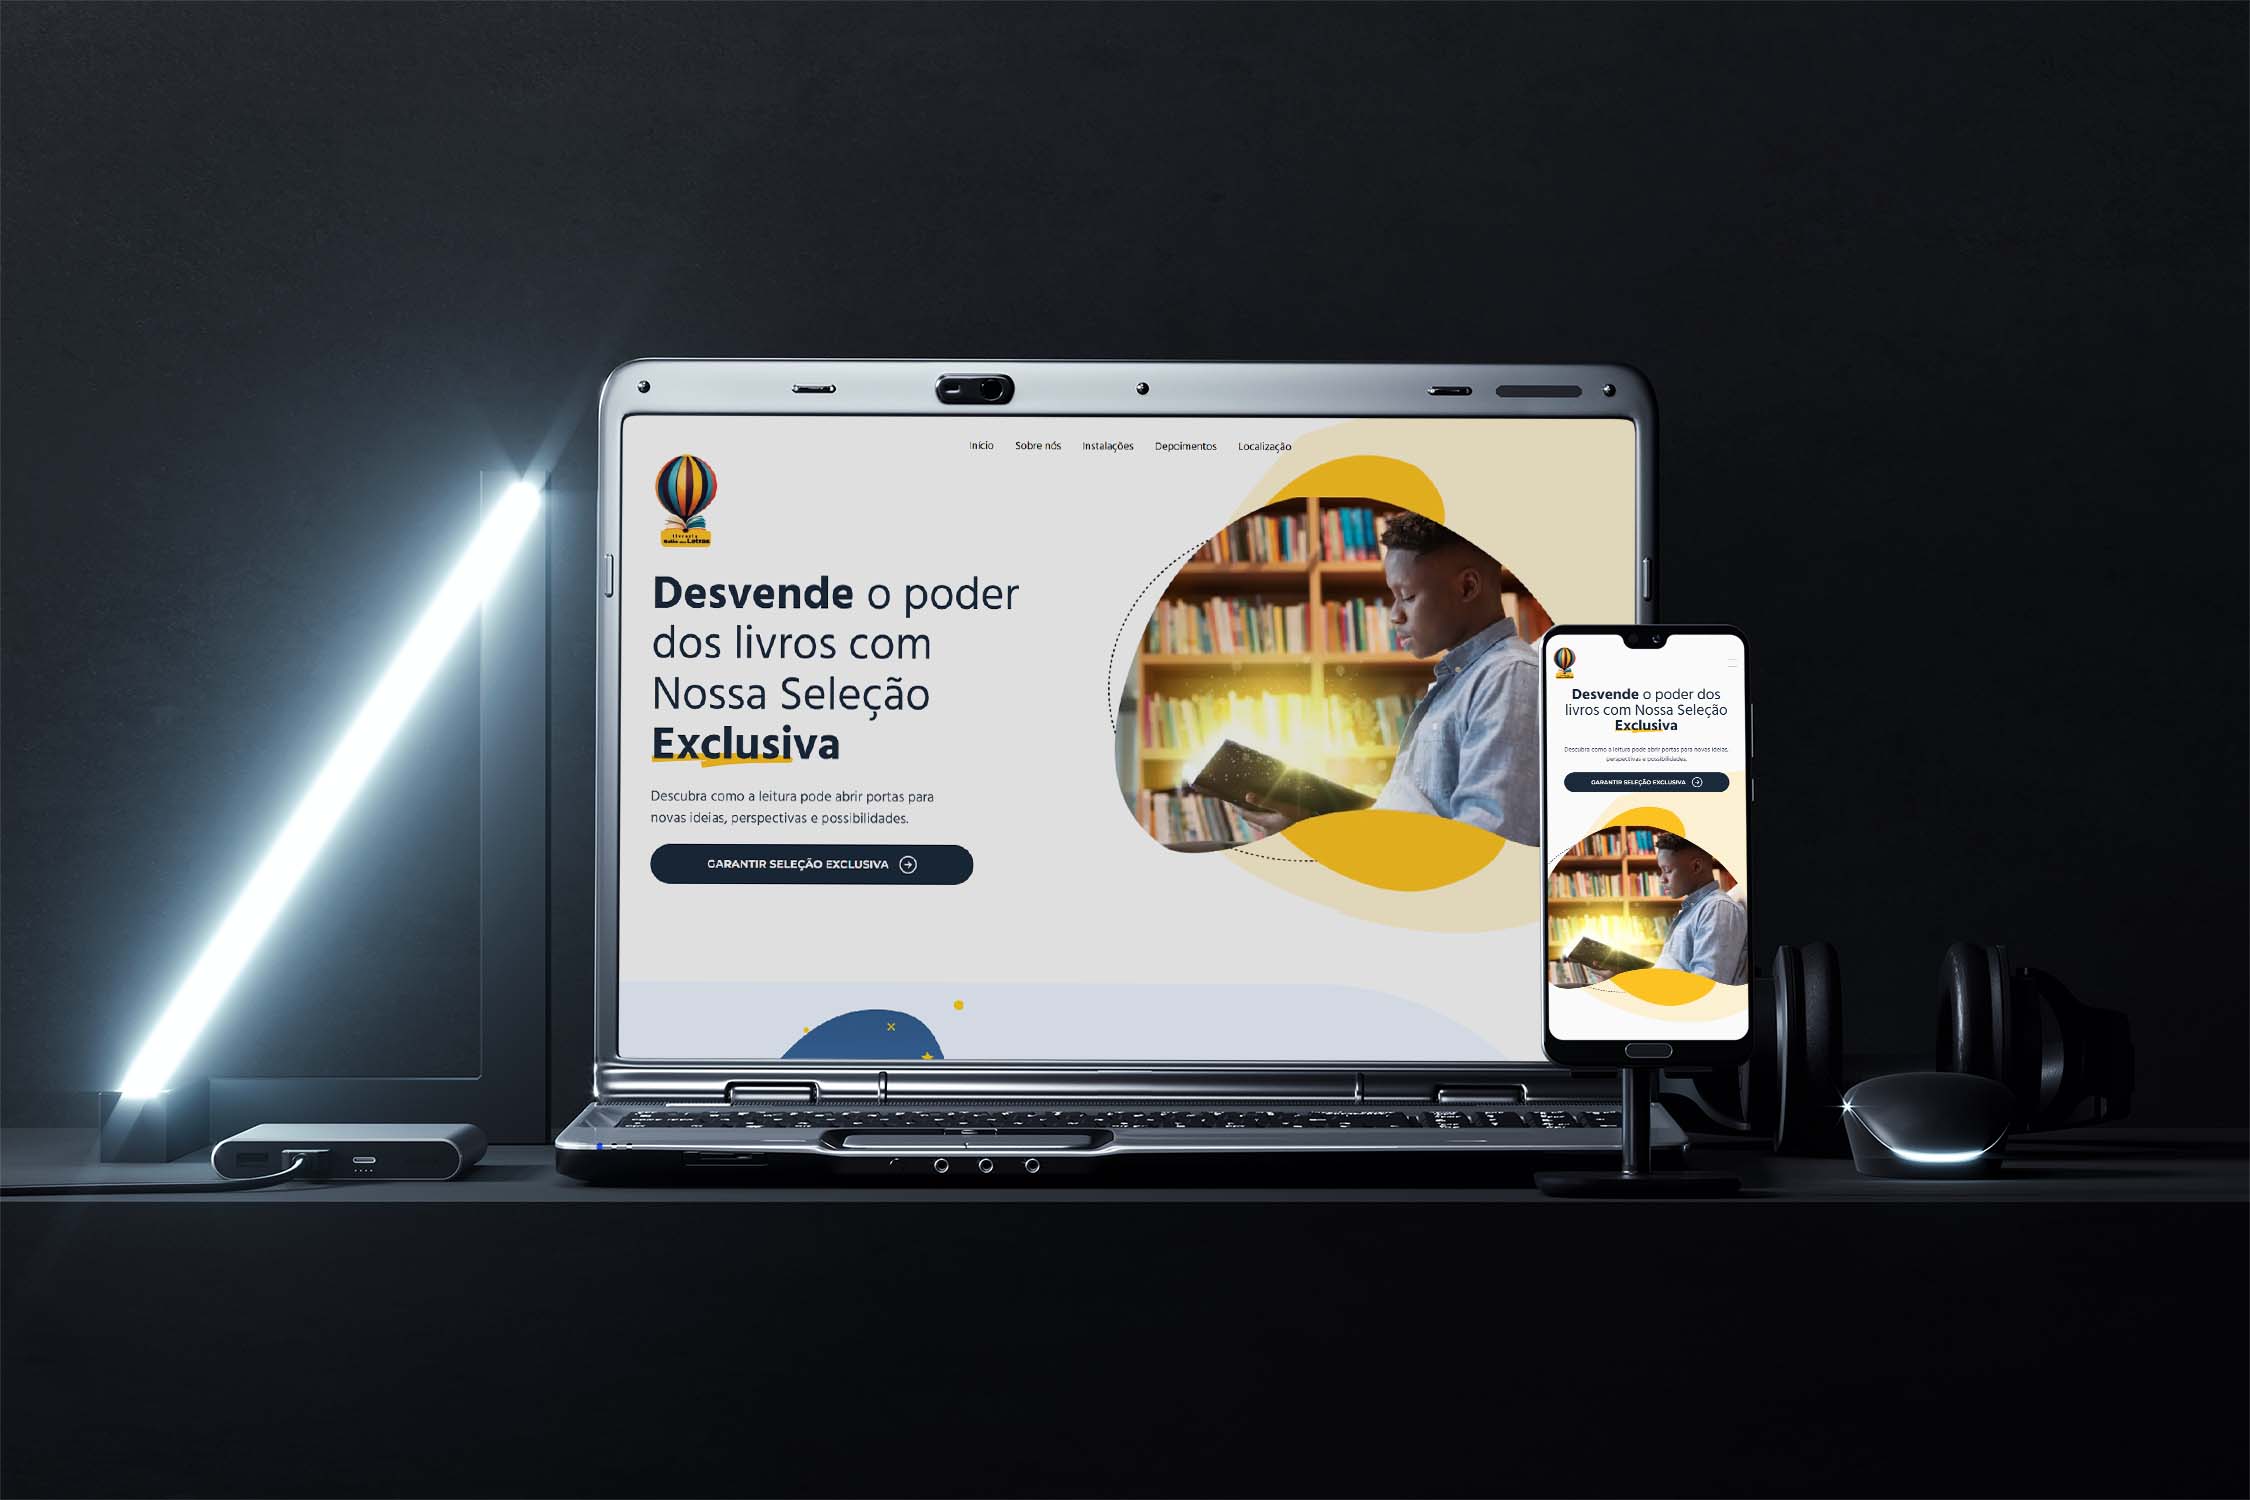 Início Sobre nós Instalações Depoimentos Localização
livraria
Balão das Letras
Desvende o poder
dos livros com
Nossa Seleção
Exclusiva
Descubra como a leitura pode abrir portas para
novas ideias, perspectivas e possibilidades.
GARANTIR SELEÇÃO EXCLUSIVA
Desvende o poder dos
livros com Nossa Seleção
Exclusiva
Descubra como a leitura pode abrir portas para novas ideias,
perspectivas e possibilidades.
GARANTIR SELEÇÃO EXCLUSIVA